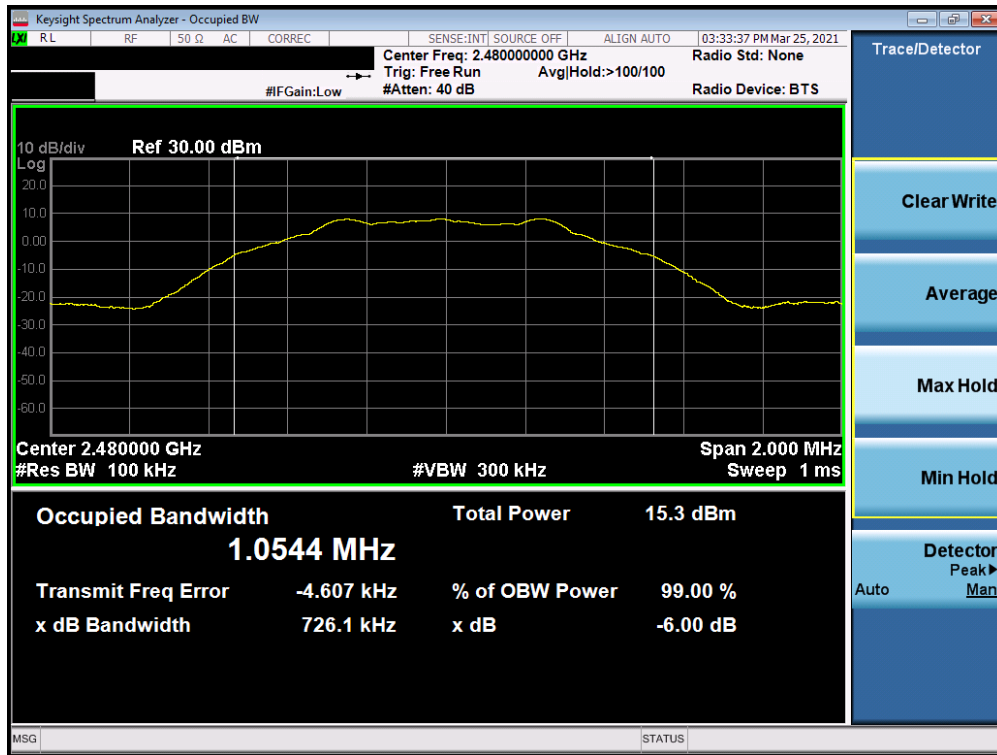 Keysight Spectrum Analyzer - Occupied BW
LXI RL RF 50 Ω AC CORREC SENSE:INT SOURCE OFF ALIGN AUTO 03:33:37 PM Mar 25, 2021
Center Freq: 2.480000000 GHz Radio Std: None
Trig: Free Run Avg|Hold:>100/100
#IFGain:Low #Atten: 40 dB Radio Device: BTS
Trace/Detector
10 dB/div Ref 30.00 dBm
Log
20.0
10.0
0.00
-10.0
-20.0
-30.0
-40.0
-50.0
-60.0
Center 2.480000 GHz Span 2.000 MHz
#Res BW 100 kHz #VBW 300 kHz Sweep 1 ms
Occupied Bandwidth Total Power 15.3 dBm
1.0544 MHz
Transmit Freq Error -4.607 kHz % of OBW Power 99.00 %
x dB Bandwidth 726.1 kHz x dB -6.00 dB
Clear Write
Average
Max Hold
Min Hold
Detector
Peak▶
Auto Man
MSG STATUS